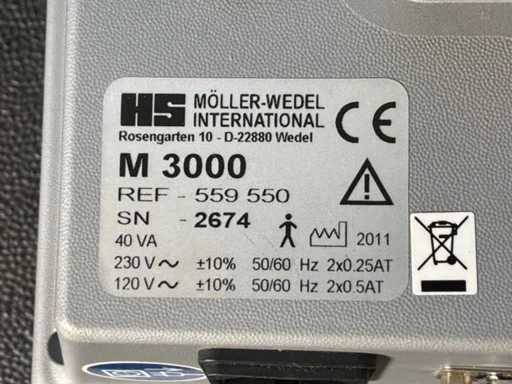 HS MÖLLER-WEDEL
INTERNATIONAL
Rosengarten 10 - D-22880 Wedel
CE
M 3000
REF - 559 550
SN - 2674
40 VA
2011
230 V~ ±10% 50/60 Hz 2x0.25AT
120 V~ ±10% 50/60 Hz 2x0.5AT